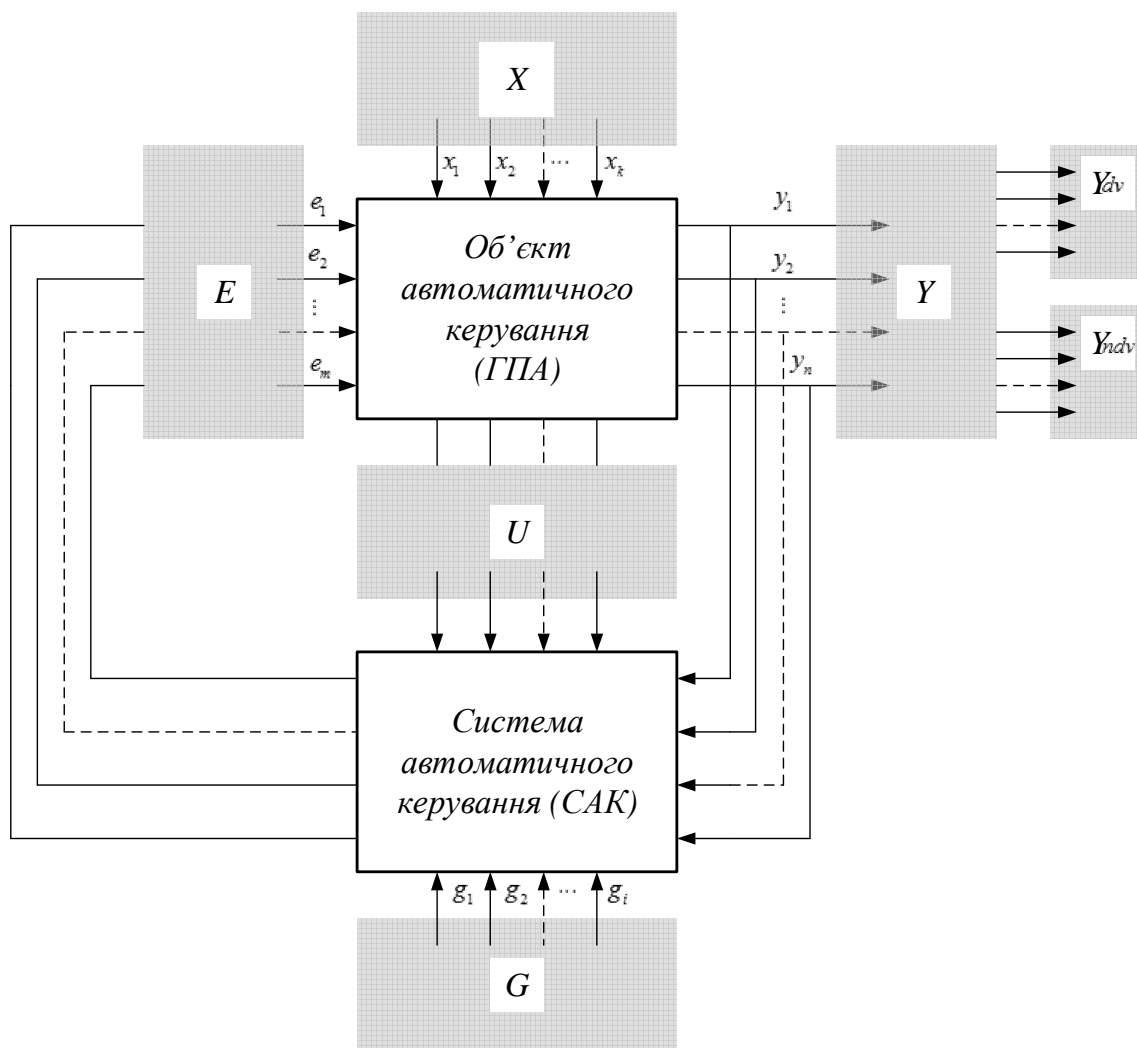 X
x₁ x₂ ... xₖ
E
e₁
e₂
...
eₘ
Об’єкт
автоматичного
керування
(ГПА)
y₁
y₂
...
yₙ
Y
Ydv
Yndv
U
Система
автоматичного
керування (САК)
g₁ g₂ ... gᵢ
G